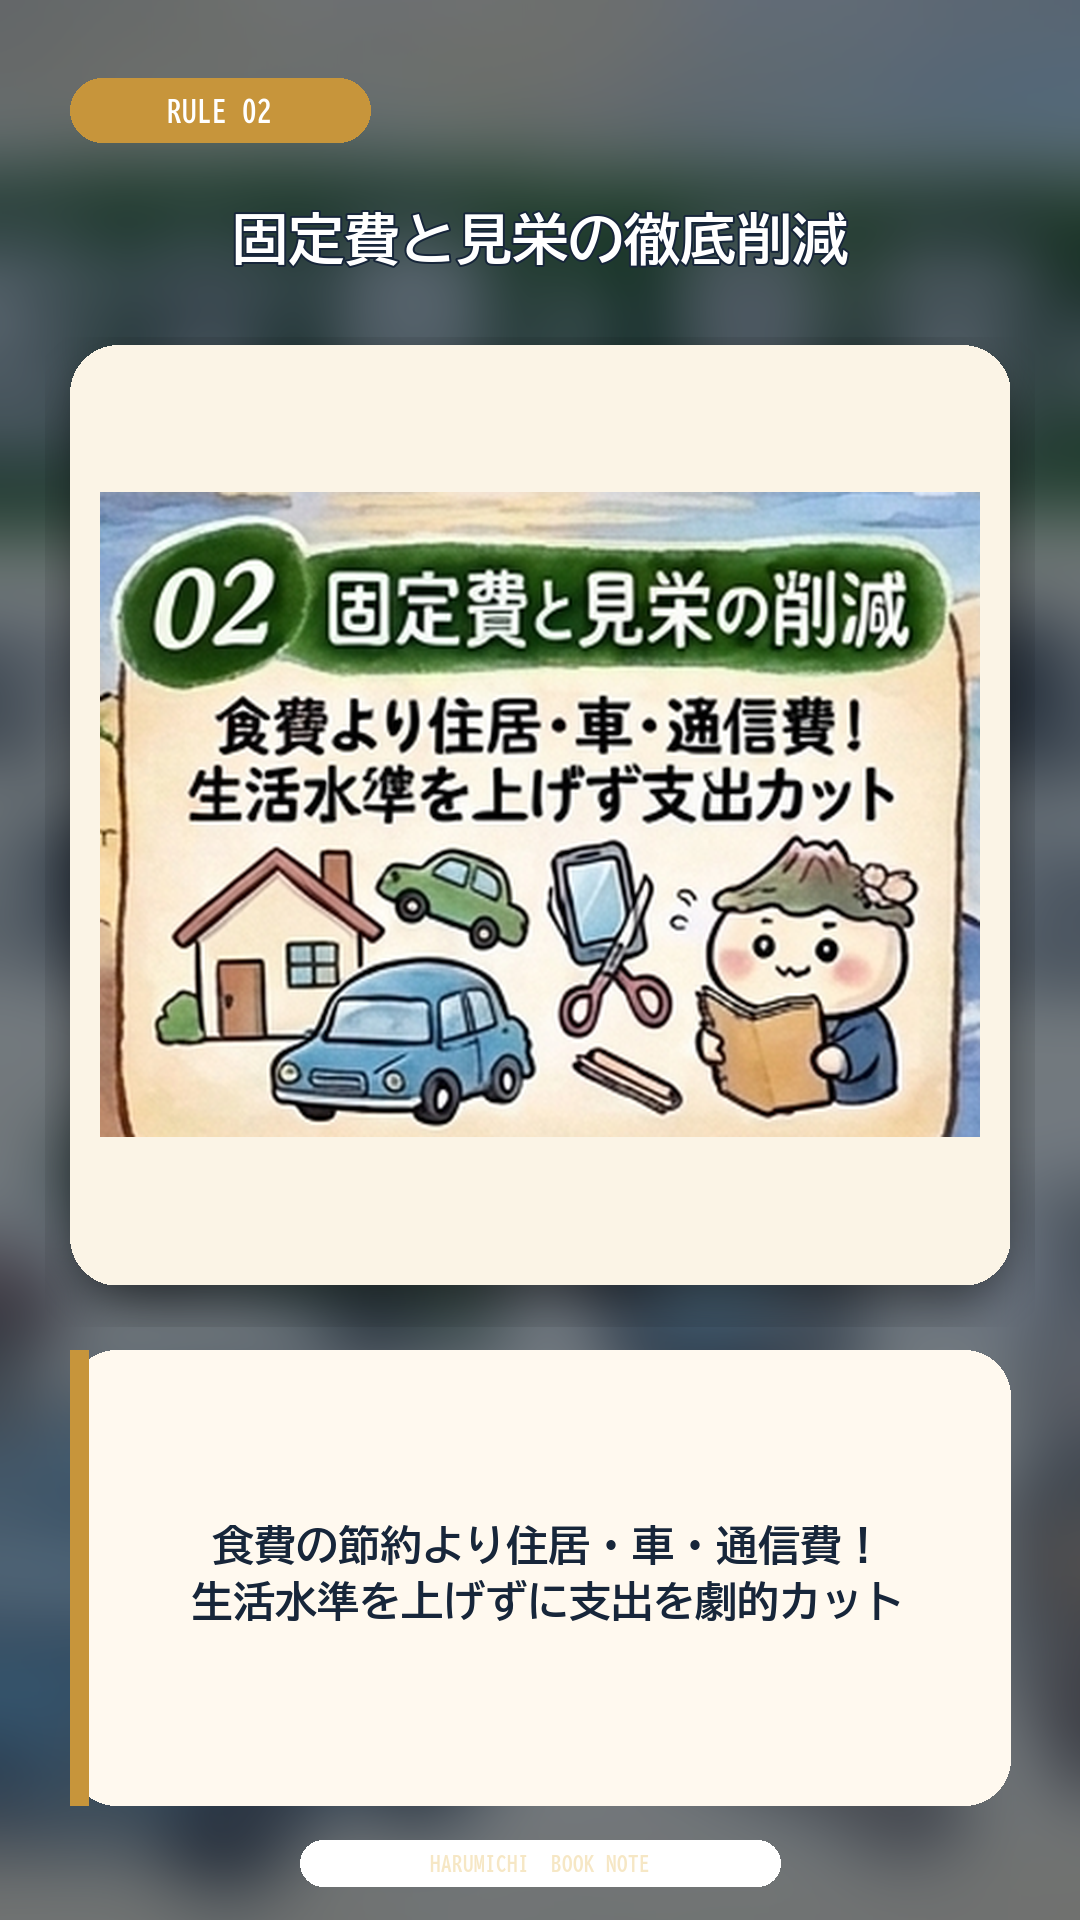 RULE 02
固定費と見栄の徹底削減
02 固定費と見栄の削減
食費より住居・車・通信費！
生活水準を上げず支出カット
食費の節約より住居・車・通信費！
生活水準を上げずに支出を劇的カット
HARUMICHI BOOK NOTE